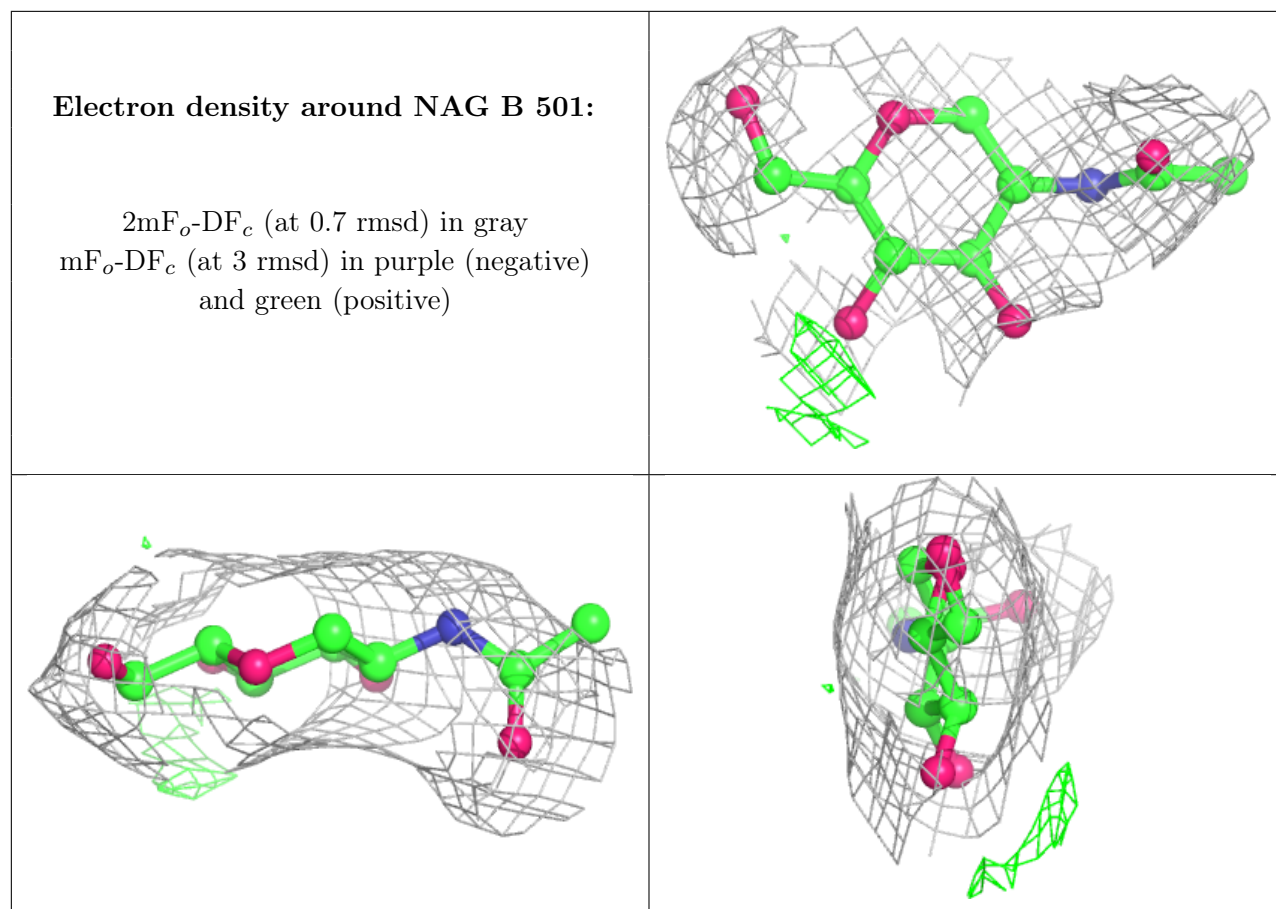 Electron density around NAG B 501:
2mFo-DFc (at 0.7 rmsd) in gray
mFo-DFc (at 3 rmsd) in purple (negative)
and green (positive)